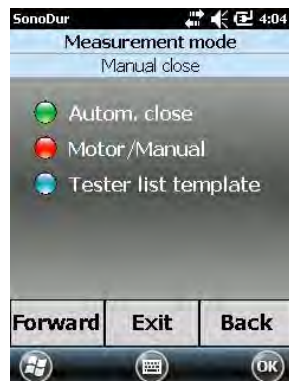 SonoDur 4:04
Measurement mode
Manual close
Autom. close
Motor/Manual
Tester list template
Forward Exit Back
OK